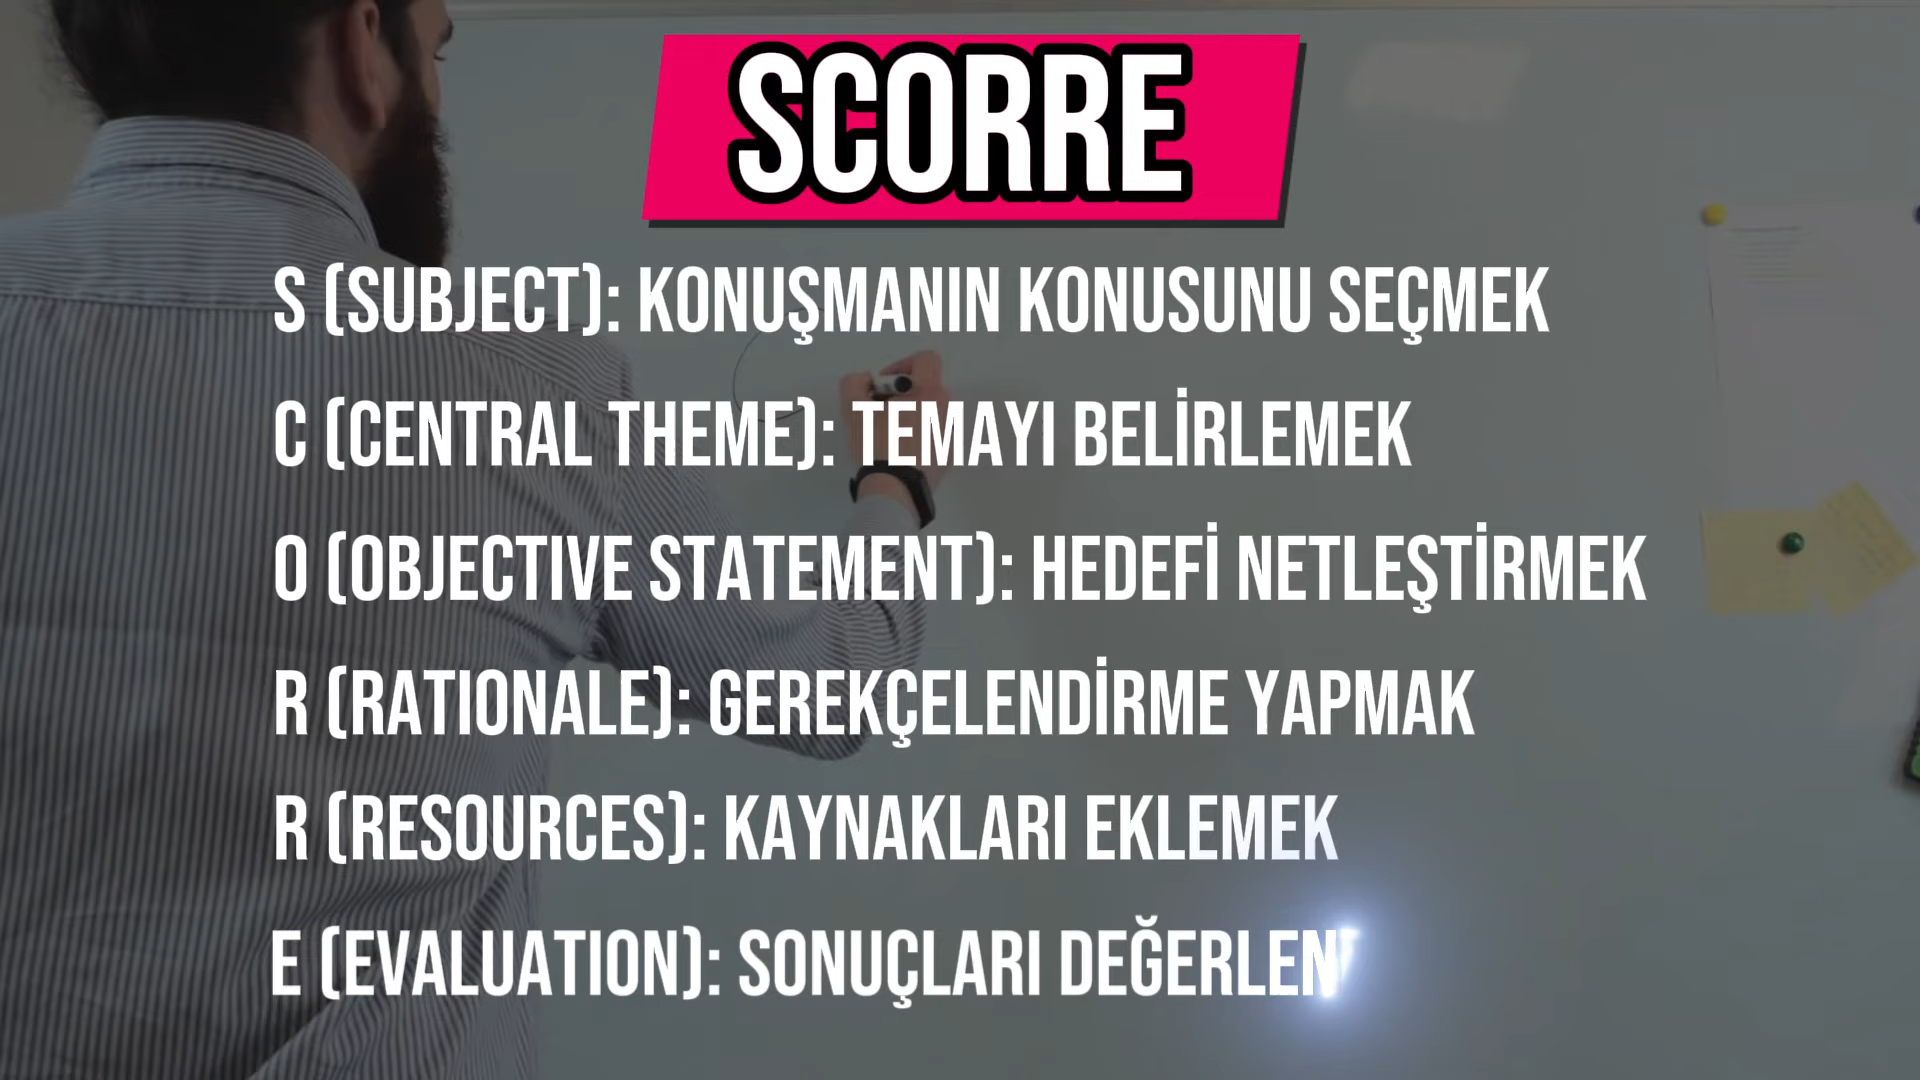 SCORRE
S (SUBJECT): KONUŞMANIN KONUSUNU SEÇMEK
C (CENTRAL THEME): TEMAYI BELİRLEMEK
O (OBJECTIVE STATEMENT): HEDEFİ NETLEŞTİRMEK
R (RATIONALE): GEREKÇELENDİRME YAPMAK
R (RESOURCES): KAYNAKLARI EKLEMEK
E (EVALUATION): SONUÇLARI